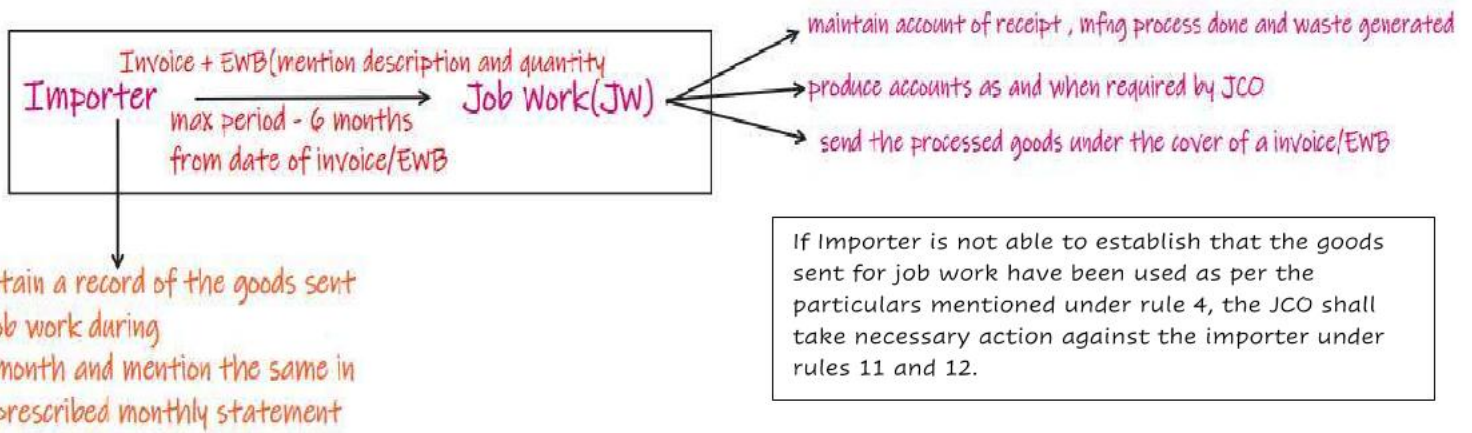 maintain account of receipt , mfng process done and waste generated
Invoice + EWB(mention description and quantity
Importer
Job Work(JW)
produce accounts as and when required by JCO
max period - 6 months
from date of invoice/EWB
send the processed goods under the cover of a invoice/EWB
If Importer is not able to establish that the goods
sent for job work have been used as per the
particulars mentioned under rule 4, the JCO shall
take necessary action against the importer under
rules 11 and 12.
a record of the goods sent
work during
month and mention the same in
prescribed monthly statement